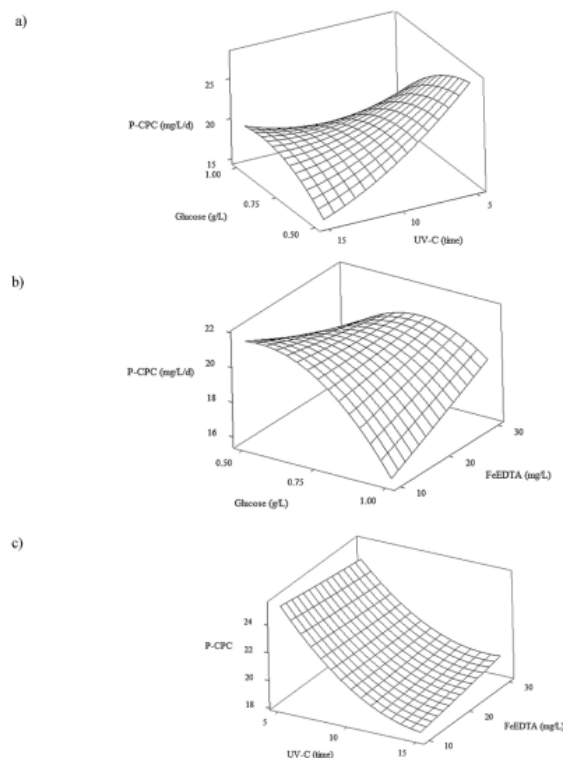 a)
25
P-CPC (mg/L/d) 20
15
1.00
Glucose (g/L) 0.75
0.50
15
10
5
UV-C (time)
b)
22
20
P-CPC (mg/L/d)
18
16
0.50
0.75
1.00
Glucose (g/L)
10
20
30
FeEDTA (mg/L)
c)
24
P-CPC 22
20
18
5
10
15
UV-C (time)
10
20
30
FeEDTA (mg/L)